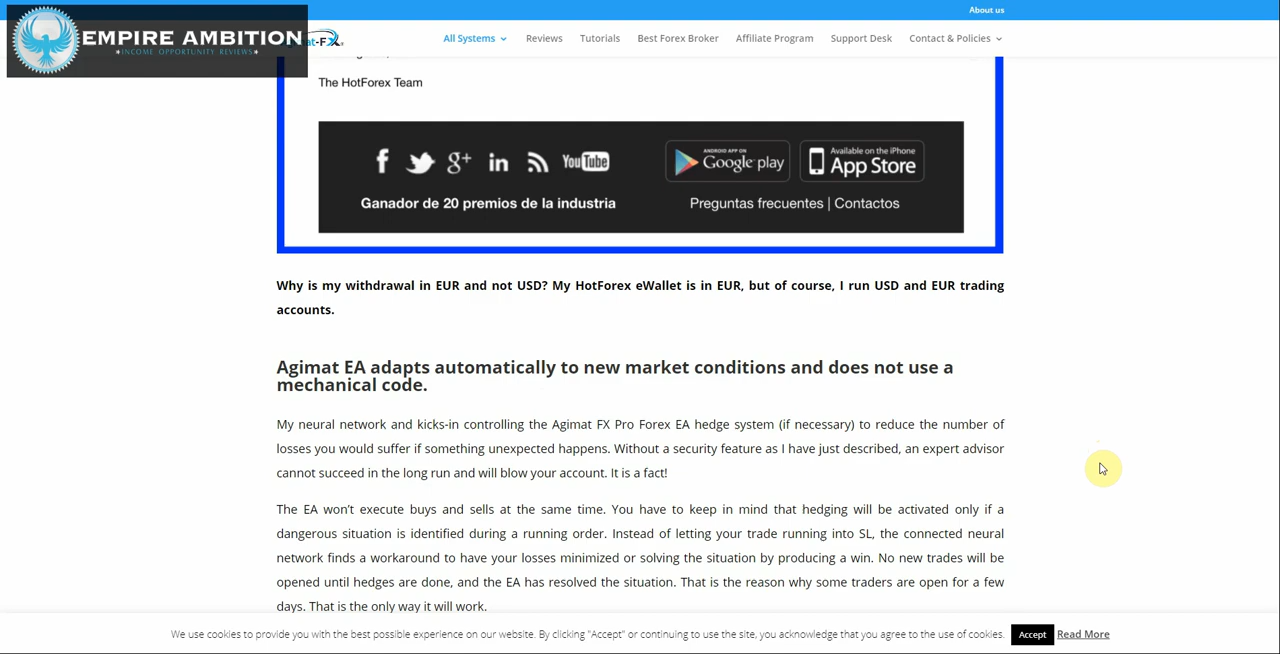 About us
EMPIRE AMBITION
*INCOME OPPORTUNITY REVIEWS*
All Systems
Reviews
Tutorials
Best Forex Broker
Affiliate Program
Support Desk
Contact & Policies
The HotForex Team
YouTube
ANDROID APP ON
Google play
Available on the iPhone
App Store
Ganador de 20 premios de la industria
Preguntas frecuentes | Contactos
Why is my withdrawal in EUR and not USD? My HotForex eWallet is in EUR, but of course, I run USD and EUR trading
accounts.
Agimat EA adapts automatically to new market conditions and does not use a
mechanical code.
My neural network and kicks-in controlling the Agimat FX Pro Forex EA hedge system (if necessary) to reduce the number of
losses you would suffer if something unexpected happens. Without a security feature as I have just described, an expert advisor
cannot succeed in the long run and will blow your account. It is a fact!
The EA won't execute buys and sells at the same time. You have to keep in mind that hedging will be activated only if a
dangerous situation is identified during a running order. Instead of letting your trade running into SL, the connected neural
network finds a workaround to have your losses minimized or solving the situation by producing a win. No new trades will be
opened until hedges are done, and the EA has resolved the situation. That is the reason why some traders are open for a few
days. That is the only way it will work.
We use cookies to provide you with the best possible experience on our website. By clicking "Accept" or continuing to use the site, you acknowledge that you agree to the use of cookies.
Accept
Read More